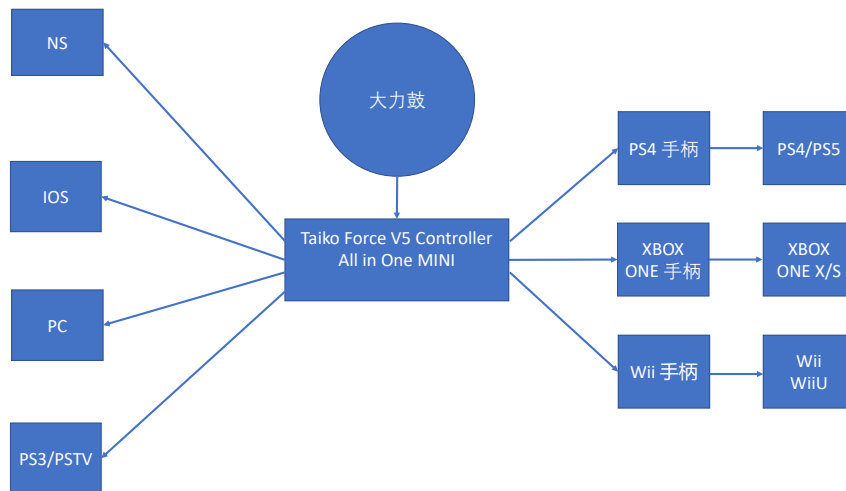 NS
大力鼓
PS4 手柄
PS4/PS5
IOS
Taiko Force V5 Controller
All in One MINI
XBOX
ONE 手柄
XBOX
ONE X/S
PC
Wii 手柄
Wii
WiiU
PS3/PSTV